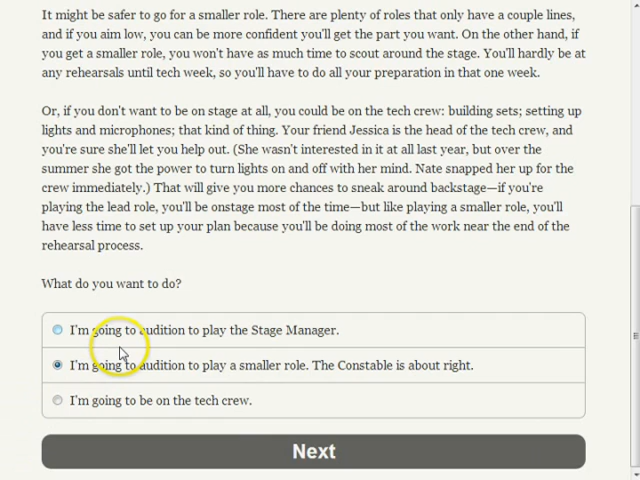 It might be safer to go for a smaller role. There are plenty of roles that only have a couple lines,
and if you aim low, you can be more confident you'll get the part you want. On the other hand, if
you get a smaller role, you won't have as much time to scout around the stage. You'll hardly be at
any rehearsals until tech week, so you'll have to do all your preparation in that one week.
Or, if you don't want to be on stage at all, you could be on the tech crew: building sets; setting up
lights and microphones; that kind of thing. Your friend Jessica is the head of the tech crew, and
you're sure she'll let you help out. (She wasn't interested in it at all last year, but over the
summer she got the power to turn lights on and off with her mind. Nate snapped her up for the
crew immediately.) That will give you more chances to sneak around backstage—if you're
playing the lead role, you'll be onstage most of the time—but like playing a smaller role, you'll
have less time to set up your plan because you'll be doing most of the work near the end of the
rehearsal process.
What do you want to do?
I'm going to audition to play the Stage Manager.
I'm going to audition to play a smaller role. The Constable is about right.
I'm going to be on the tech crew.
Next